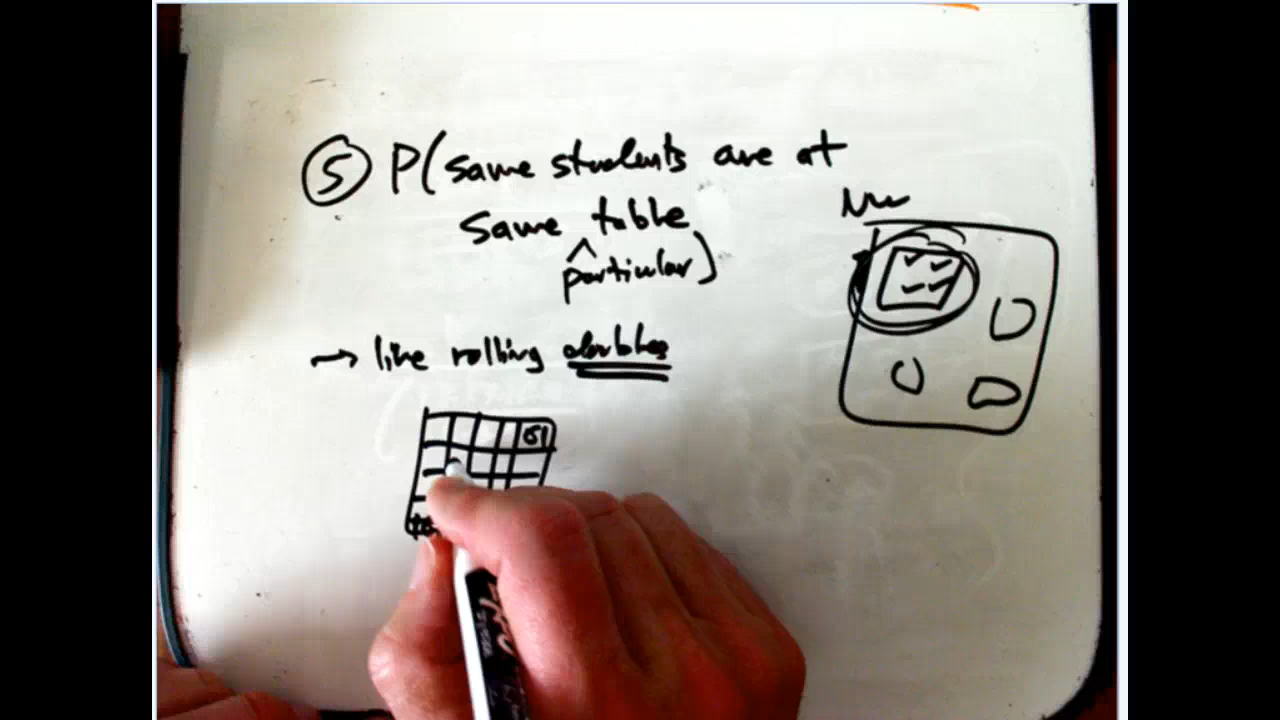 ⑤ P(same students are at
same table
^
particular)
→ like rolling doubles